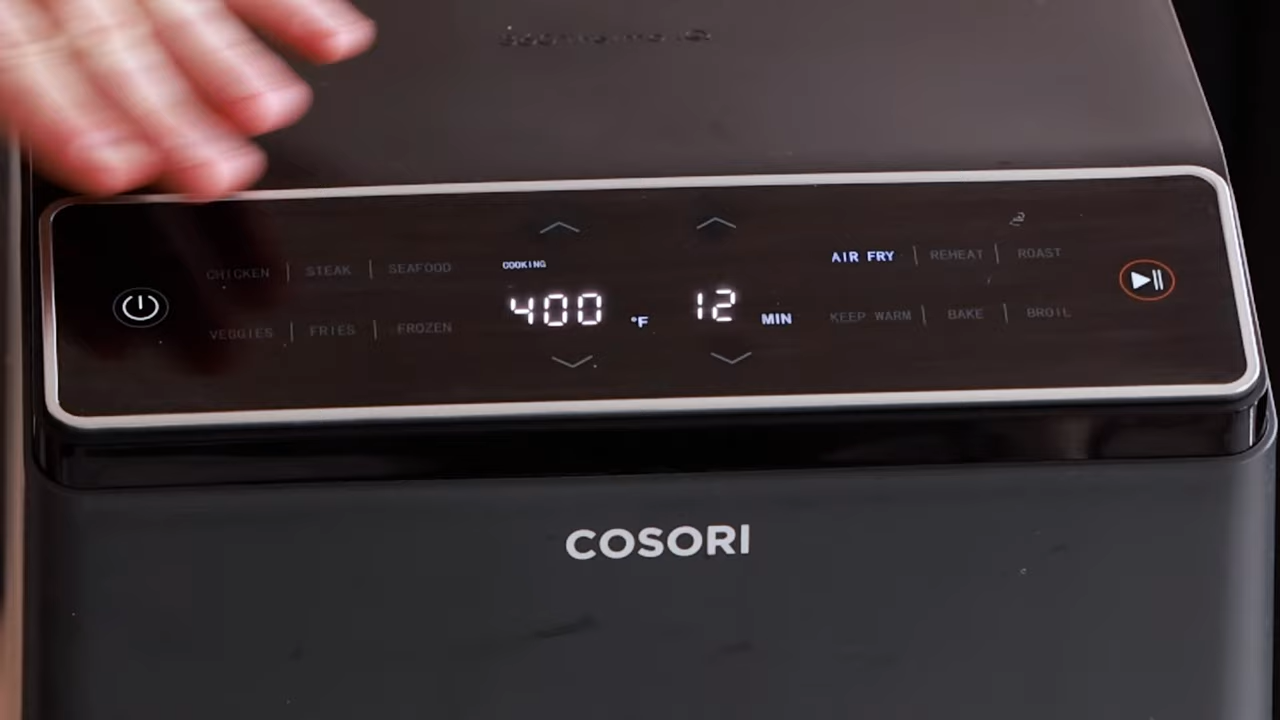 CHICKEN | STEAK | SEAFOOD
VEGGIES | FRIES | FROZEN
COOKING
400 °F
12 MIN
AIR FRY | REHEAT | ROAST
KEEP WARM | BAKE | BROIL
COSORI